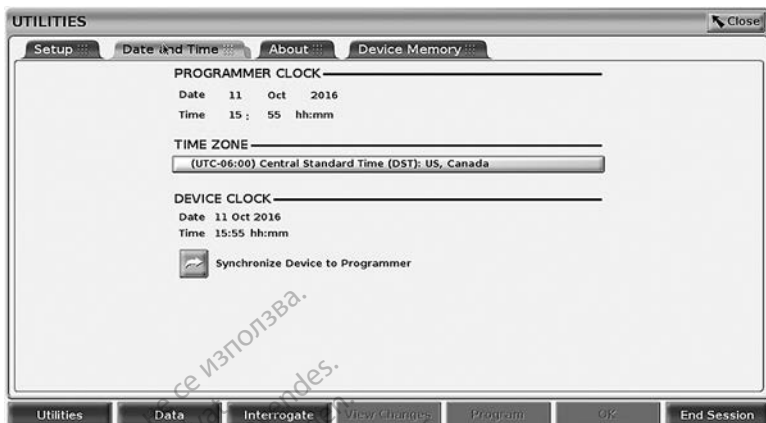 UTILITIES
Close
Setup Date and Time About Device Memory
PROGRAMMER CLOCK
Date 11 Oct 2016
Time 15 : 55 hh:mm
TIME ZONE
(UTC-06:00) Central Standard Time (DST): US, Canada
DEVICE CLOCK
Date 11 Oct 2016
Time 15:55 hh:mm
Synchronize Device to Programmer
се използва.
Utilities Data Interrogate View Changes Program OK End Session